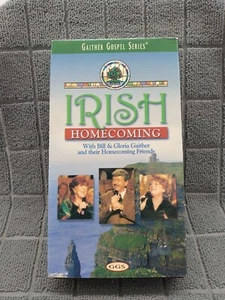 GAITHER GOSPEL SERIES
IRISH
HOMECOMING
With Bill & Gloria Gaither
and their Homecoming Friends
GGS